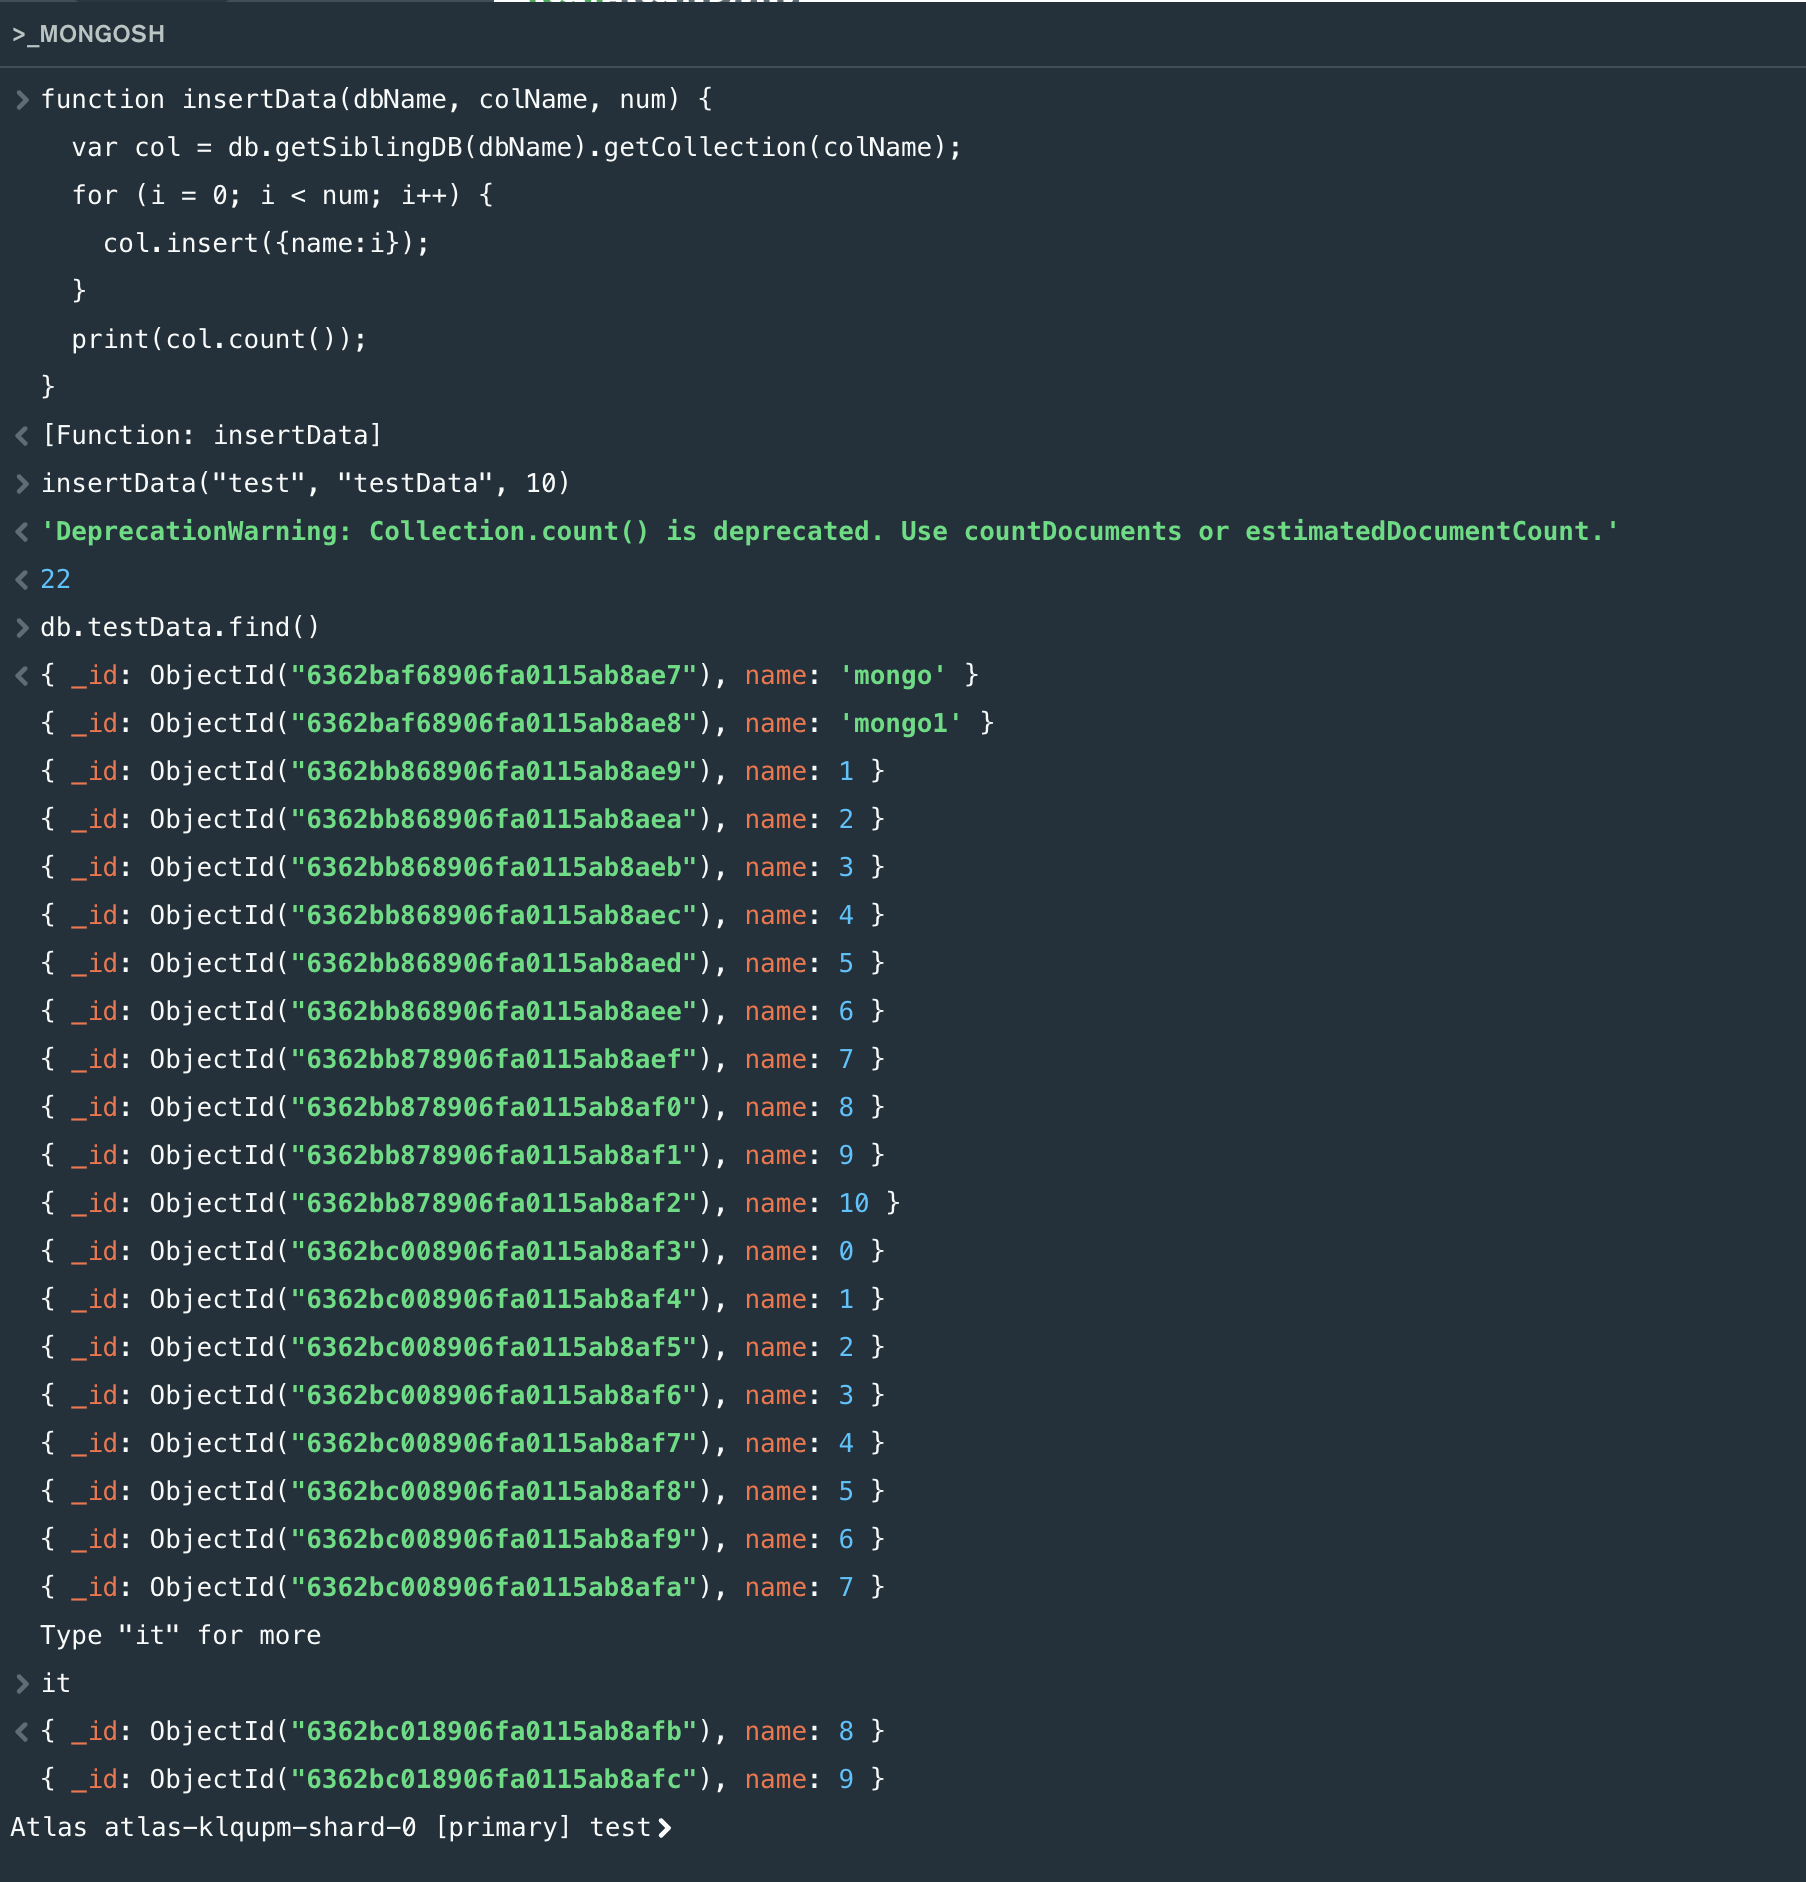 >_MONGOSH
> function insertData(dbName, colName, num) {
    var col = db.getSiblingDB(dbName).getCollection(colName);
    for (i = 0; i < num; i++) {
      col.insert({name:i});
    }
    print(col.count());
  }
< [Function: insertData]
> insertData("test", "testData", 10)
< 'DeprecationWarning: Collection.count() is deprecated. Use countDocuments or estimatedDocumentCount.'
< 22
> db.testData.find()
< { _id: ObjectId("6362baf68906fa0115ab8ae7"), name: 'mongo' }
  { _id: ObjectId("6362baf68906fa0115ab8ae8"), name: 'mongo1' }
  { _id: ObjectId("6362bb868906fa0115ab8ae9"), name: 1 }
  { _id: ObjectId("6362bb868906fa0115ab8aea"), name: 2 }
  { _id: ObjectId("6362bb868906fa0115ab8aeb"), name: 3 }
  { _id: ObjectId("6362bb868906fa0115ab8aec"), name: 4 }
  { _id: ObjectId("6362bb868906fa0115ab8aed"), name: 5 }
  { _id: ObjectId("6362bb868906fa0115ab8aee"), name: 6 }
  { _id: ObjectId("6362bb878906fa0115ab8aef"), name: 7 }
  { _id: ObjectId("6362bb878906fa0115ab8af0"), name: 8 }
  { _id: ObjectId("6362bb878906fa0115ab8af1"), name: 9 }
  { _id: ObjectId("6362bb878906fa0115ab8af2"), name: 10 }
  { _id: ObjectId("6362bc008906fa0115ab8af3"), name: 0 }
  { _id: ObjectId("6362bc008906fa0115ab8af4"), name: 1 }
  { _id: ObjectId("6362bc008906fa0115ab8af5"), name: 2 }
  { _id: ObjectId("6362bc008906fa0115ab8af6"), name: 3 }
  { _id: ObjectId("6362bc008906fa0115ab8af7"), name: 4 }
  { _id: ObjectId("6362bc008906fa0115ab8af8"), name: 5 }
  { _id: ObjectId("6362bc008906fa0115ab8af9"), name: 6 }
  { _id: ObjectId("6362bc008906fa0115ab8afa"), name: 7 }
  Type "it" for more
> it
< { _id: ObjectId("6362bc018906fa0115ab8afb"), name: 8 }
  { _id: ObjectId("6362bc018906fa0115ab8afc"), name: 9 }
Atlas atlas-klqupm-shard-0 [primary] test>